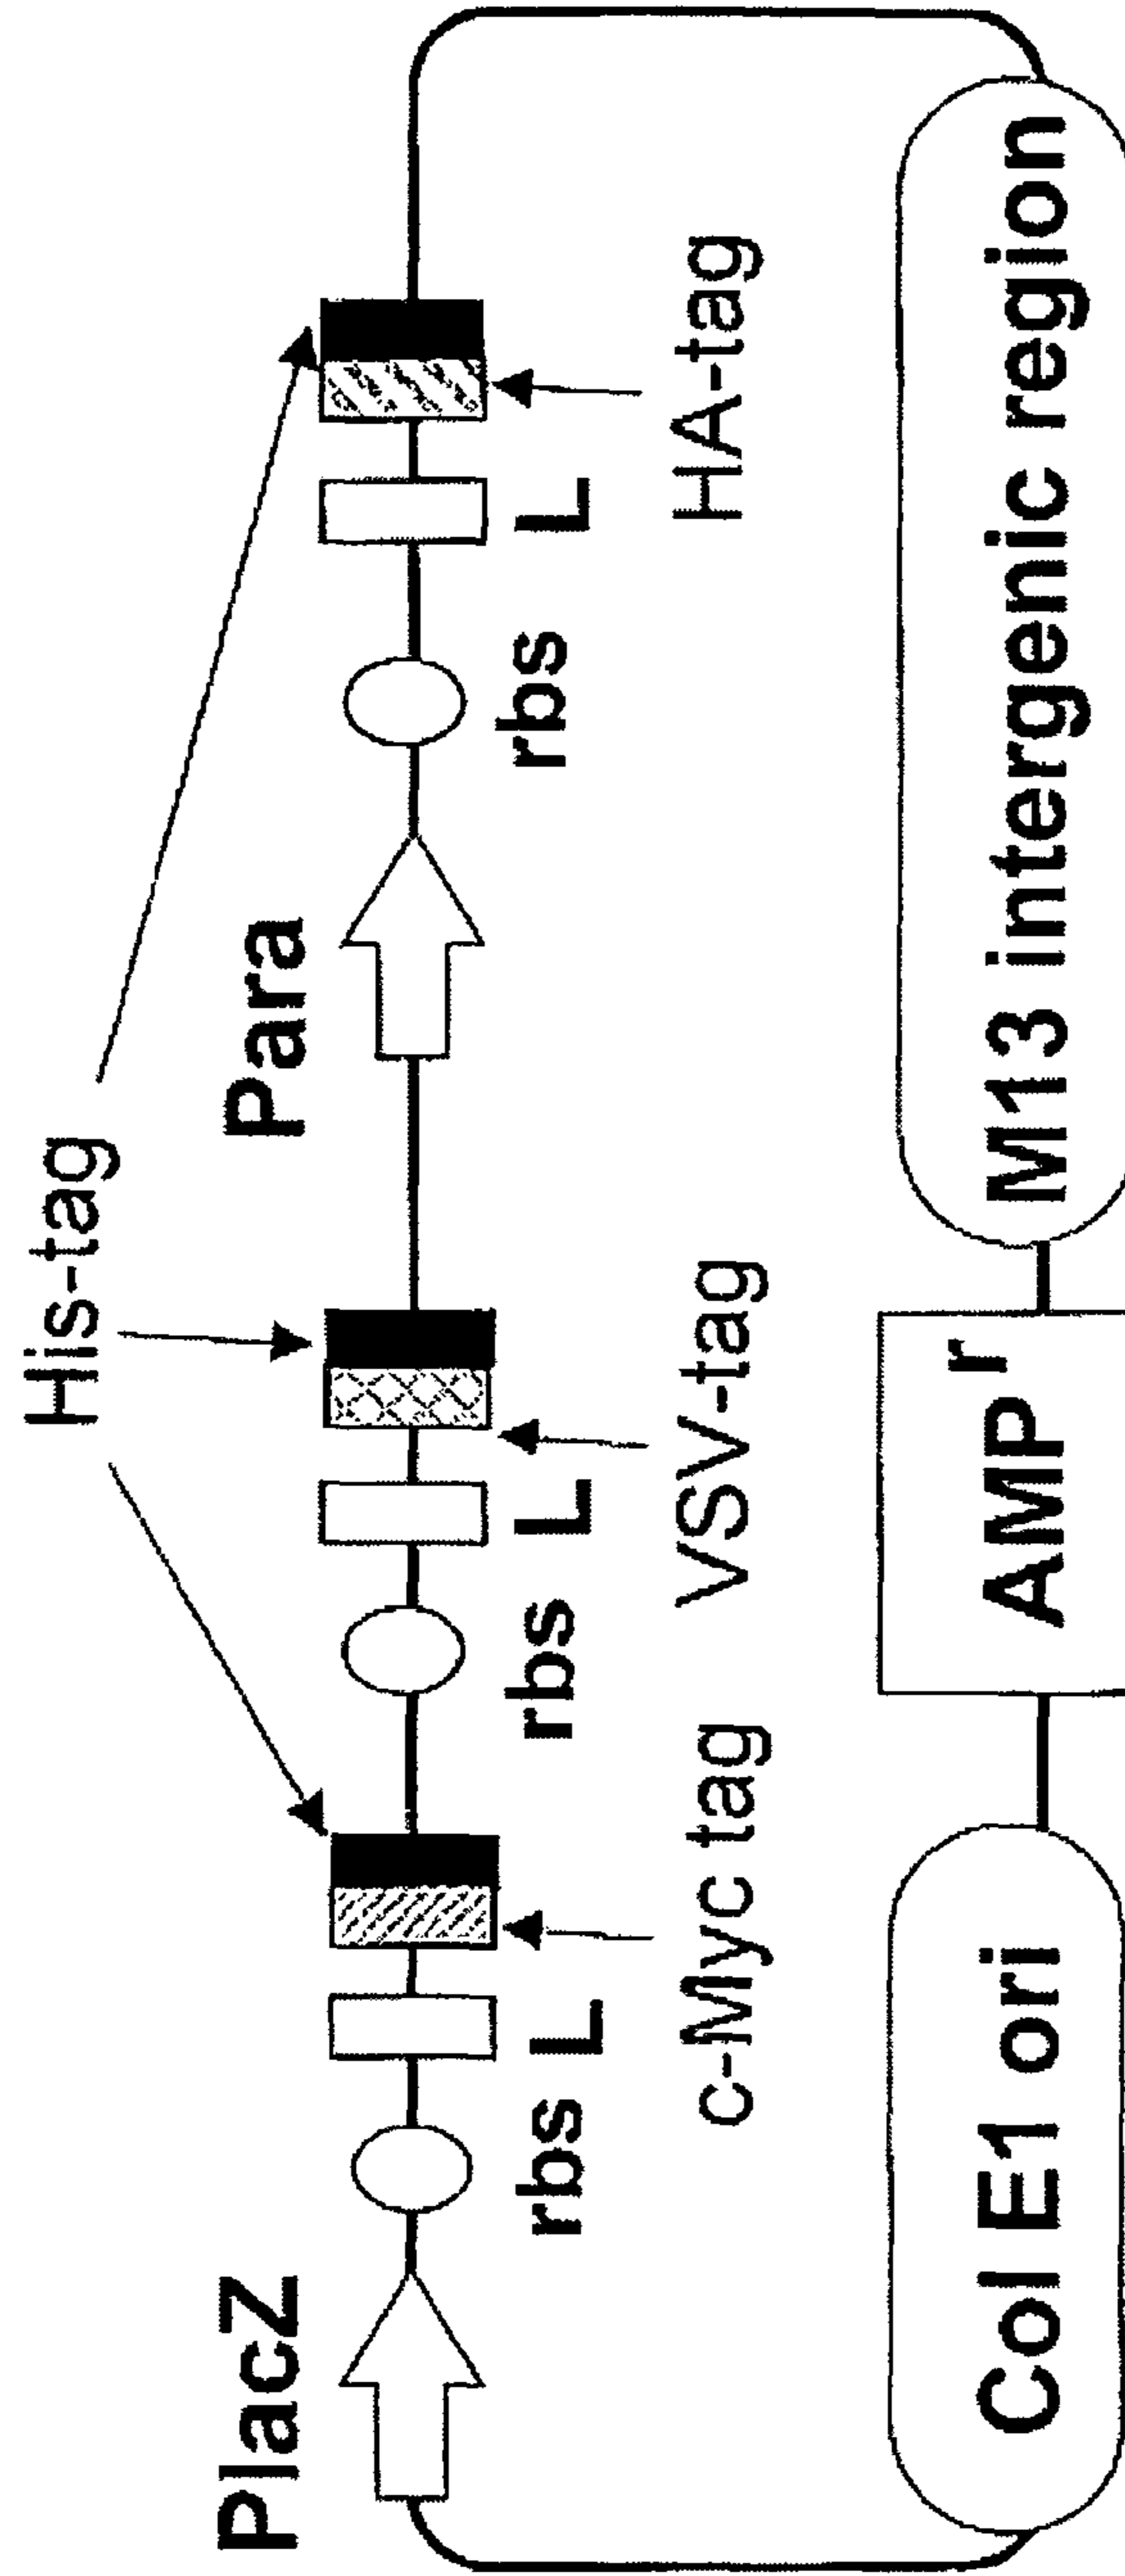 His-tag
PlacZ
Para
rbs
L
rbs
L
rbs
L
c-Myc tag
VSV-tag
HA-tag
Col E1 ori
AMPr
M13 intergenic region